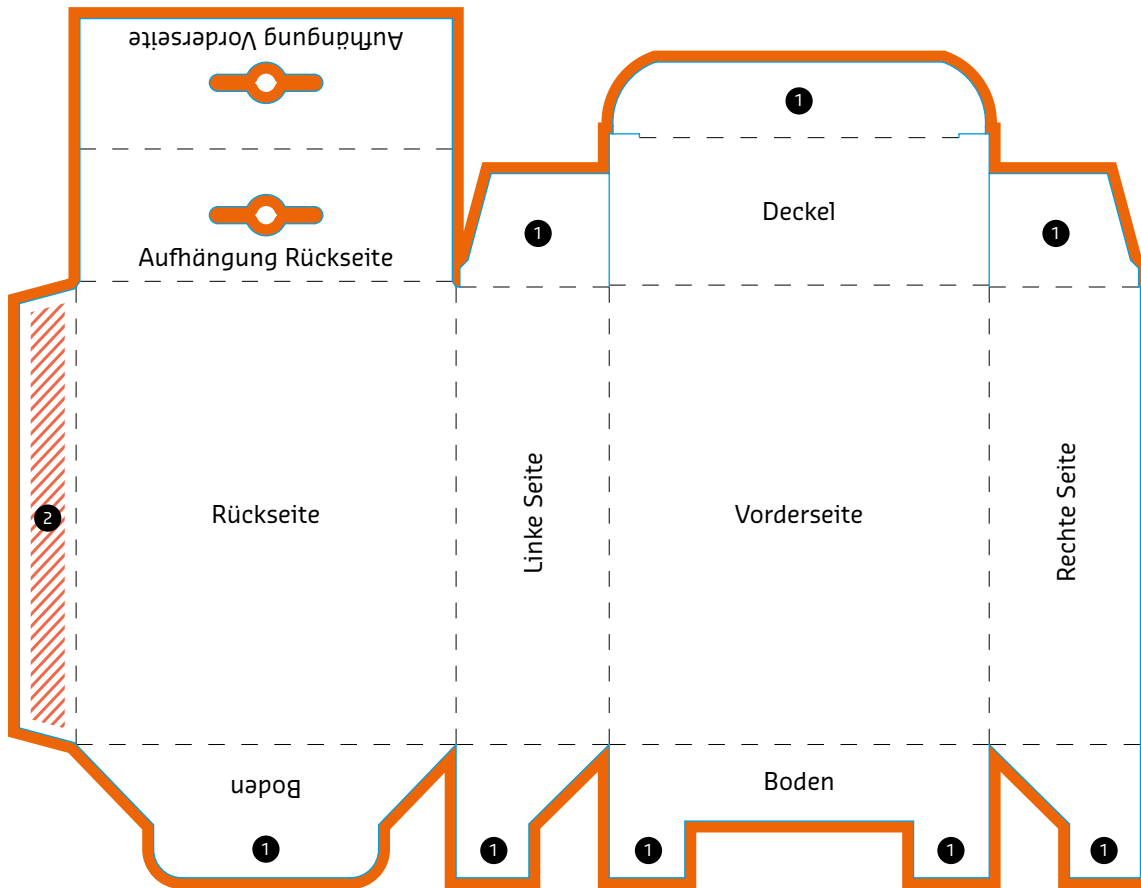 Aufhängung Vorderseite
1
Deckel
1
1
Aufhängung Rückseite
2
Rückseite
Linke Seite
Vorderseite
Rechte Seite
Boden
Boden
1
1
1
1
1